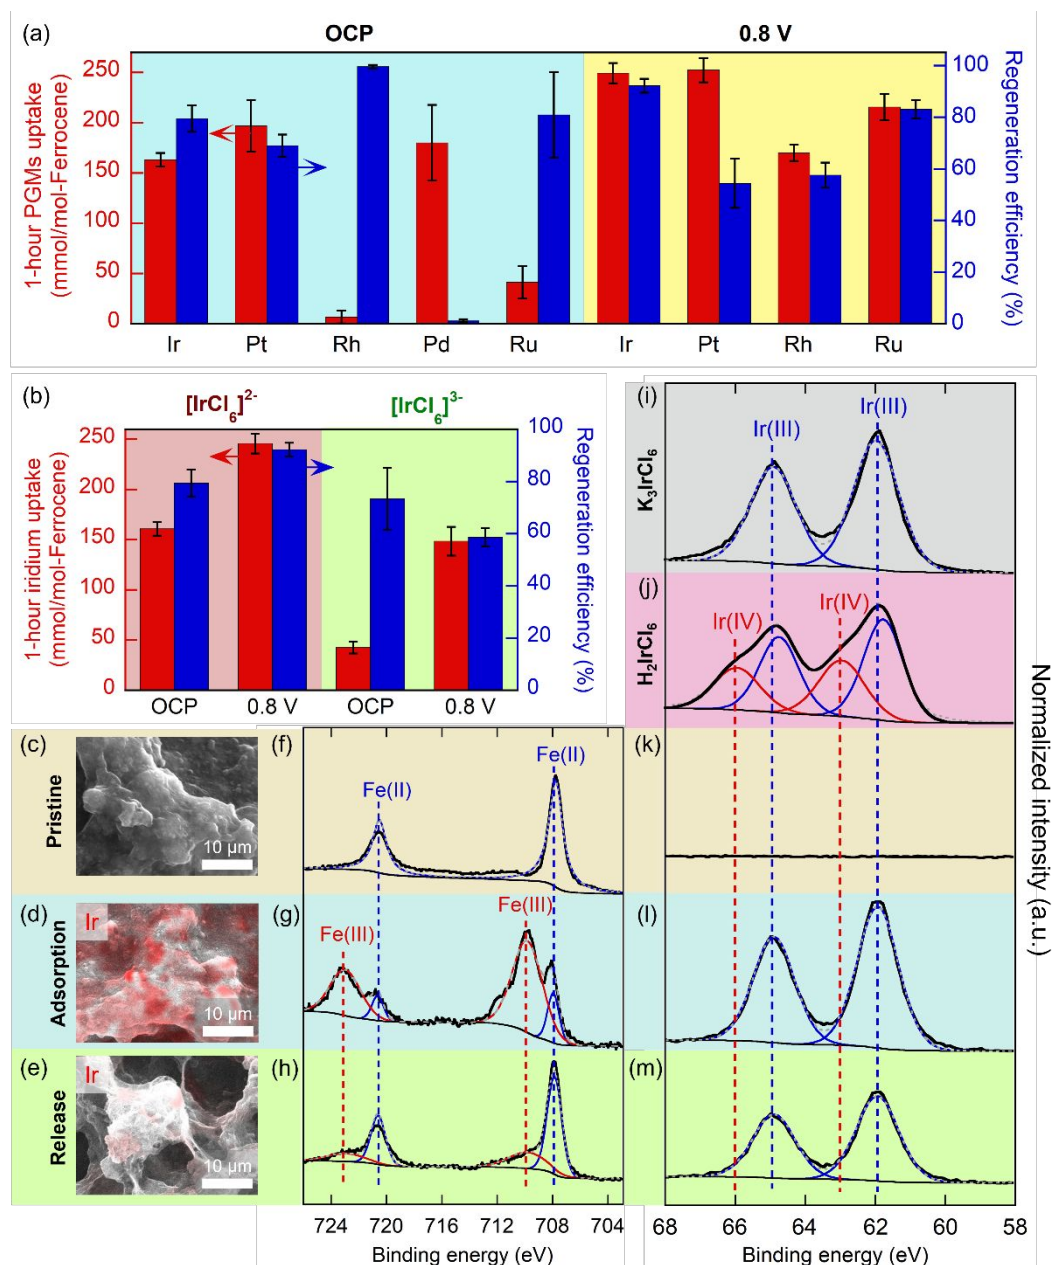 (a)
OCP
0.8 V
1-hour PGMs uptake
(mmol/mol-Ferrocene)
250
200
150
100
50
0
100
80
60
40
20
0
Regeneration efficiency (%)
Ir Pt Rh Pd Ru Ir Pt Rh Ru
(b)
[IrCl6]2-
[IrCl6]3-
1-hour iridium uptake
(mmol/mol-Ferrocene)
250
200
150
100
50
0
100
80
60
40
20
0
Regeneration efficiency (%)
OCP 0.8 V OCP 0.8 V
(i)
K3IrCl6
Ir(III)
Ir(III)
(j)
H2IrCl6
Ir(IV)
Ir(IV)
Normalized intensity (a.u.)
(c)
Pristine
10 µm
(f)
Fe(II)
Fe(II)
(k)
(d)
Adsorption
Ir
10 µm
(g)
Fe(III)
Fe(III)
(l)
(e)
Release
Ir
10 µm
(h)
(m)
724 720 716 712 708 704
Binding energy (eV)
68 66 64 62 60 58
Binding energy (eV)